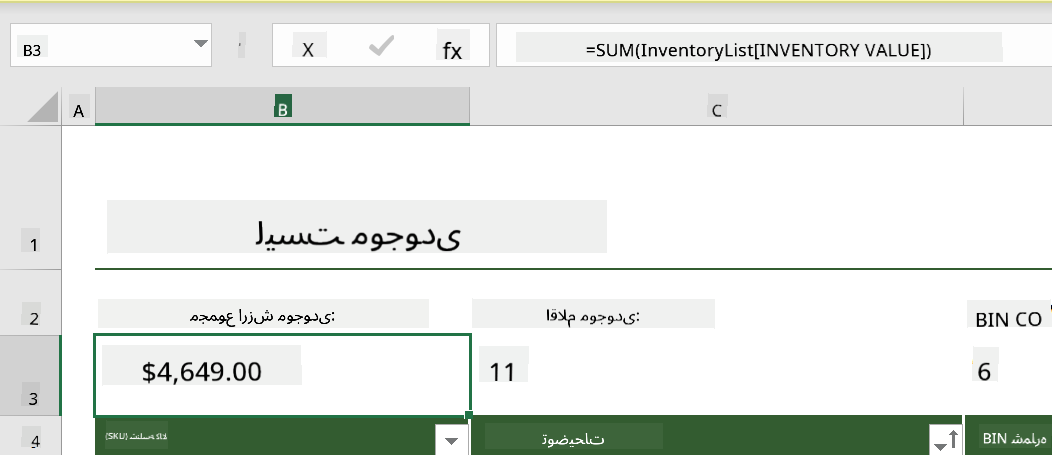 B3 X fx =SUM(InventoryList[INVENTORY VALUE])
A B C
1 لیست موجودی
2 مجموع ارزش موجودی: اقلام موجودی: BIN CO
3 $4,649.00 11 6
4 (SKU) توضیحات BIN شماره